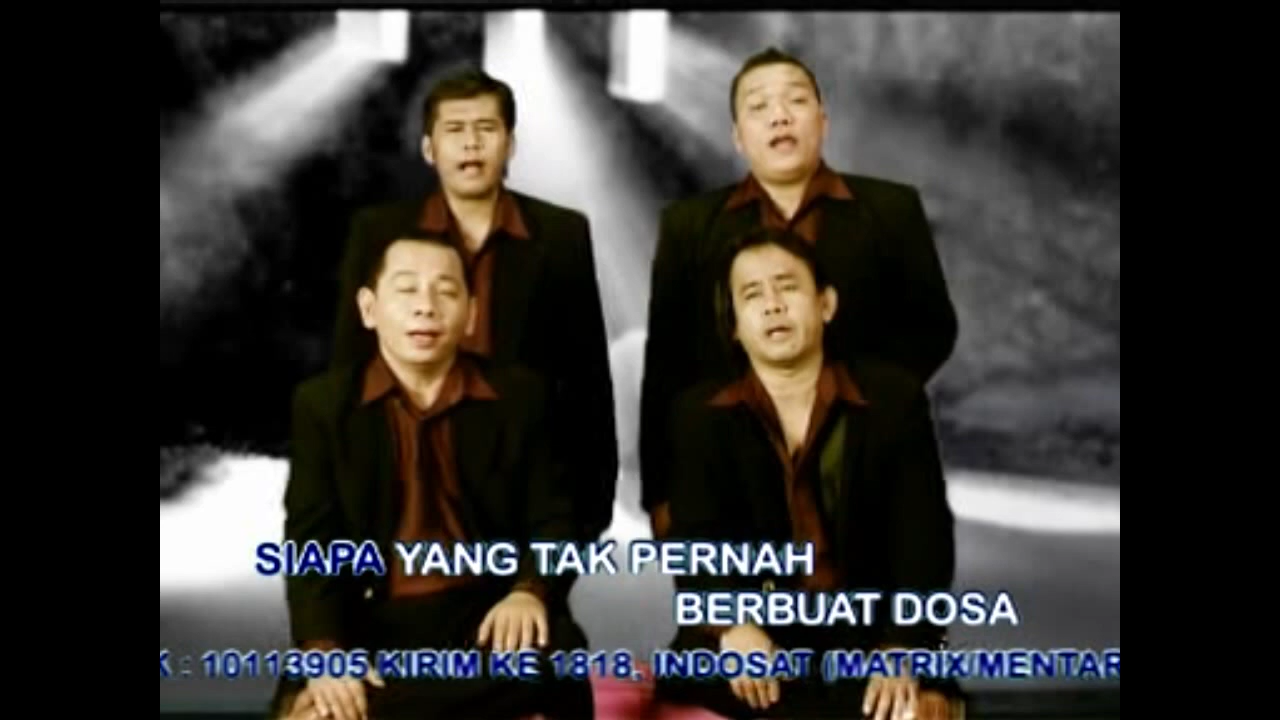 SIAPA YANG TAK PERNAH
BERBUAT DOSA
K : 10113905 KIRIM KE 1818, INDOSAT (MATRIX/MENTAR